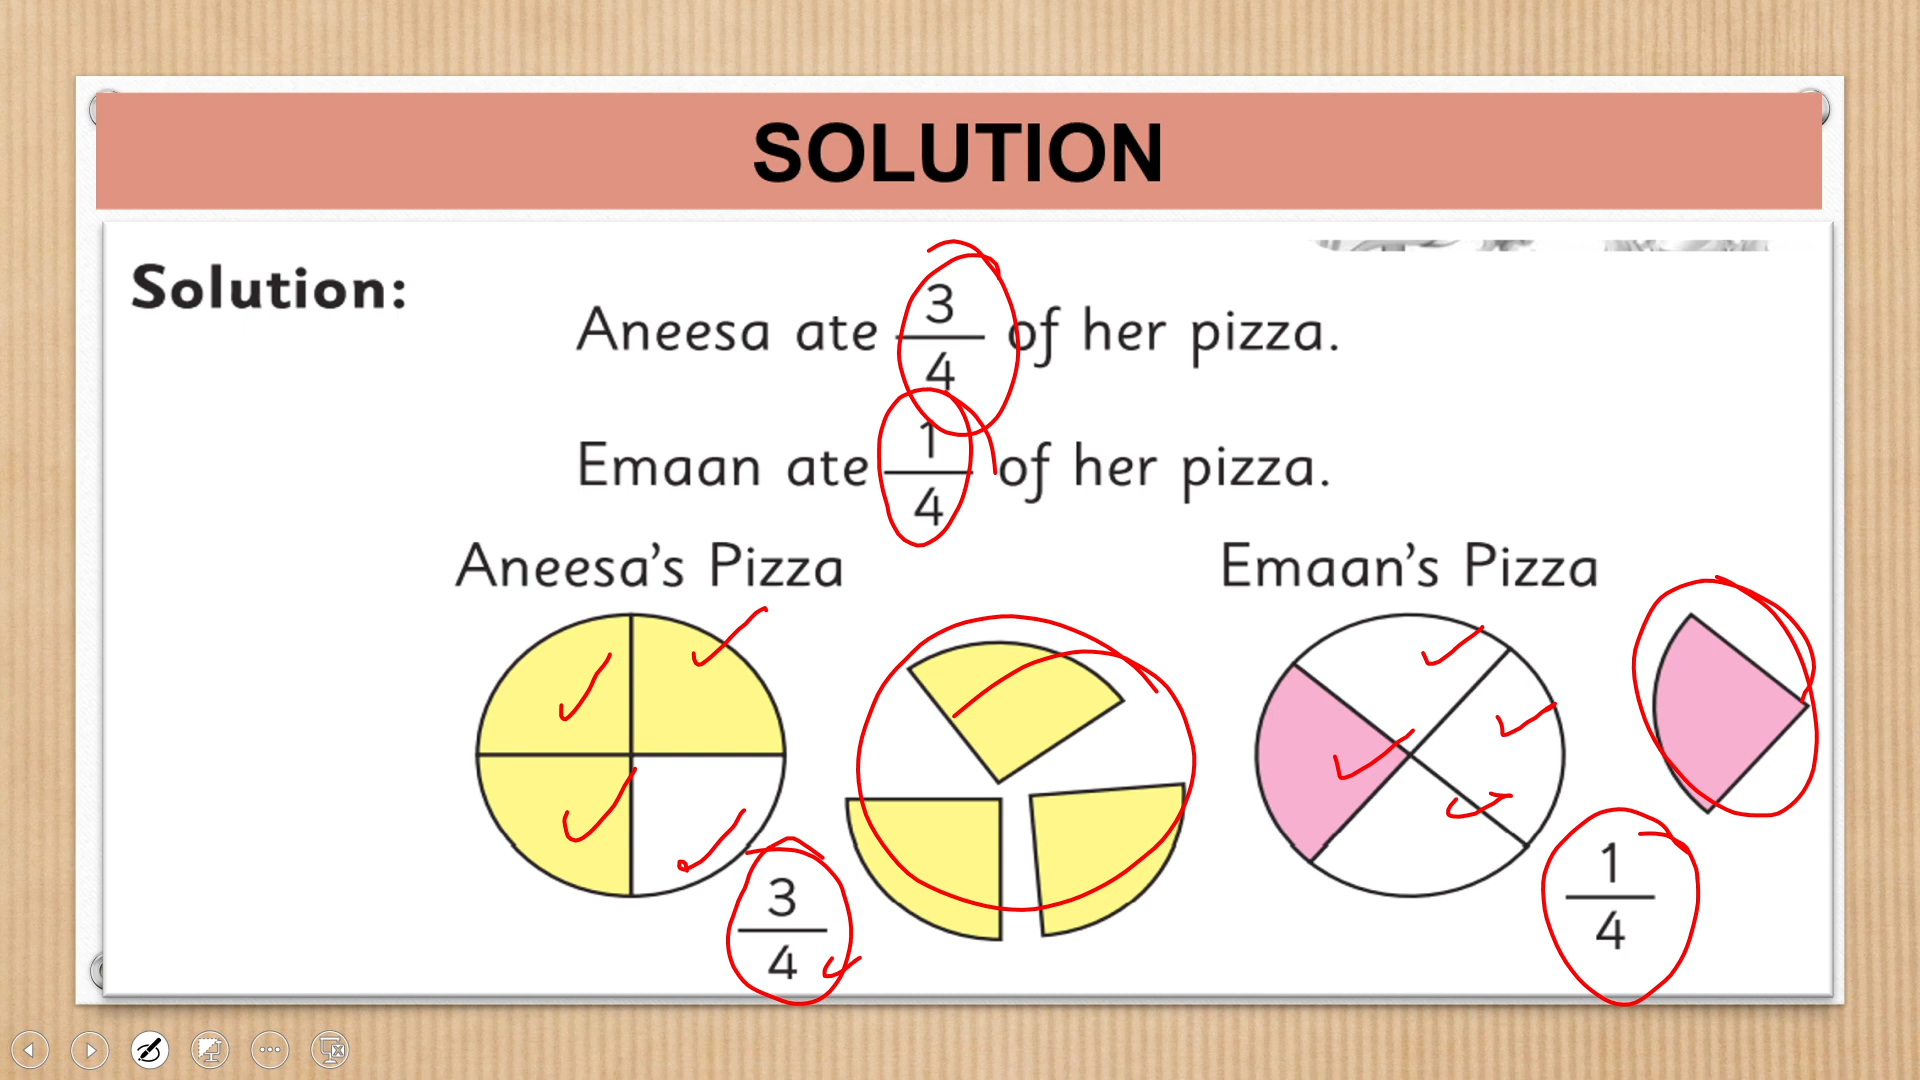 SOLUTION
Solution:
Aneesa ate 3/4 of her pizza.
Emaan ate 1/4 of her pizza.
Aneesa's Pizza
Emaan's Pizza
3/4
1/4